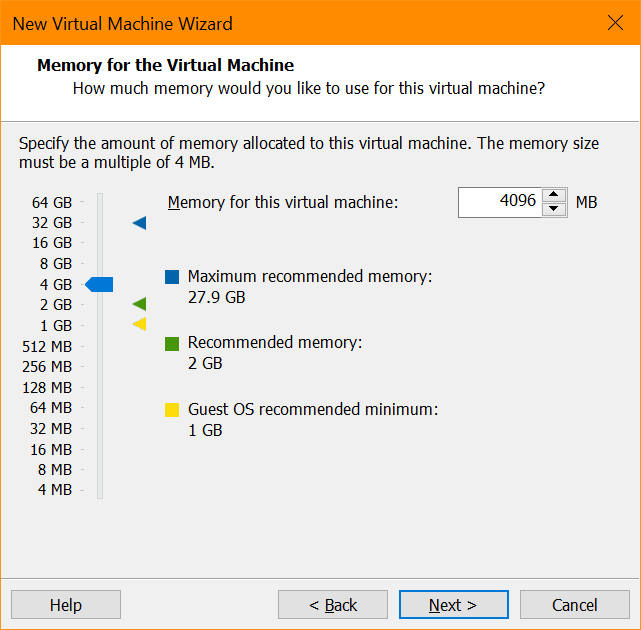 New Virtual Machine Wizard
Memory for the Virtual Machine
How much memory would you like to use for this virtual machine?
Specify the amount of memory allocated to this virtual machine. The memory size
must be a multiple of 4 MB.
64 GB
32 GB
16 GB
8 GB
4 GB
2 GB
1 GB
512 MB
256 MB
128 MB
64 MB
32 MB
16 MB
8 MB
4 MB
Memory for this virtual machine: 4096 MB
Maximum recommended memory:
27.9 GB
Recommended memory:
2 GB
Guest OS recommended minimum:
1 GB
Help < Back Next > Cancel